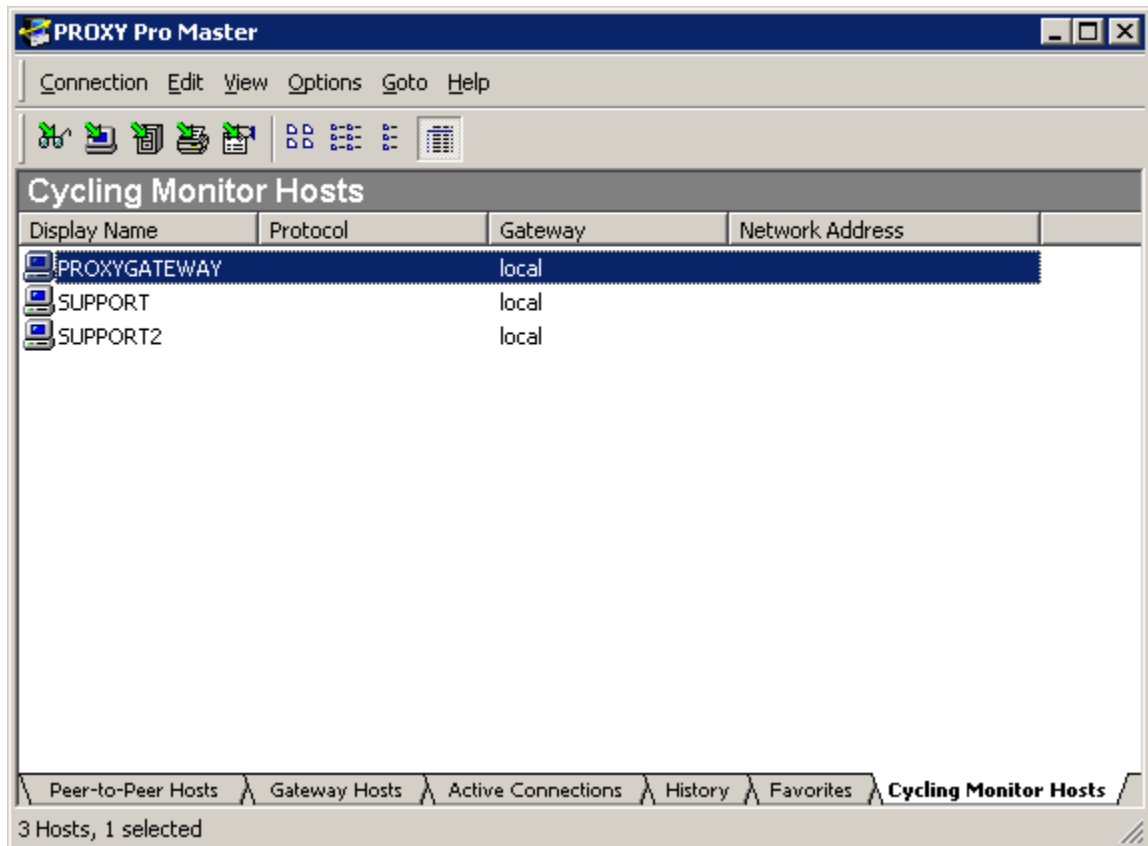 PROXY Pro Master
Connection Edit View Options Goto Help
Cycling Monitor Hosts
Display Name Protocol Gateway Network Address
PROXYGATEWAY local
SUPPORT local
SUPPORT2 local
Peer-to-Peer Hosts Gateway Hosts Active Connections History Favorites Cycling Monitor Hosts
3 Hosts, 1 selected